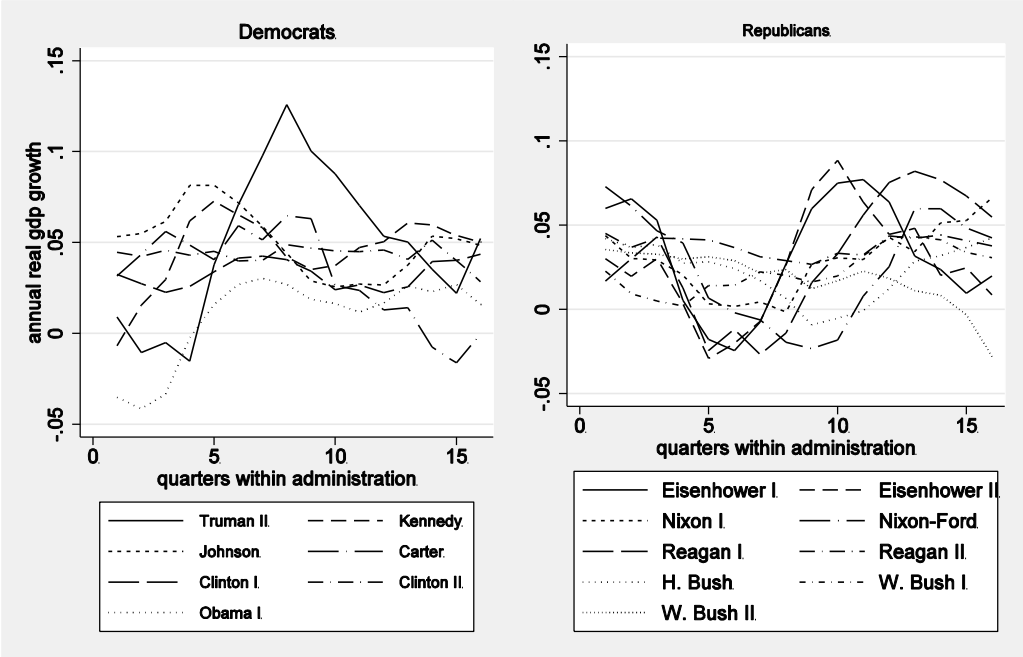 Democrats
annual real gdp growth
.15
.1
.05
0
-.05
0 5 10 15
quarters within administration
Truman II Kennedy
Johnson Carter
Clinton I Clinton II
Obama I
Republicans
.15
.1
.05
0
-.05
0 5 10 15
quarters within administration
Eisenhower I Eisenhower II
Nixon I Nixon-Ford
Reagan I Reagan II
H. Bush W. Bush I
W. Bush II